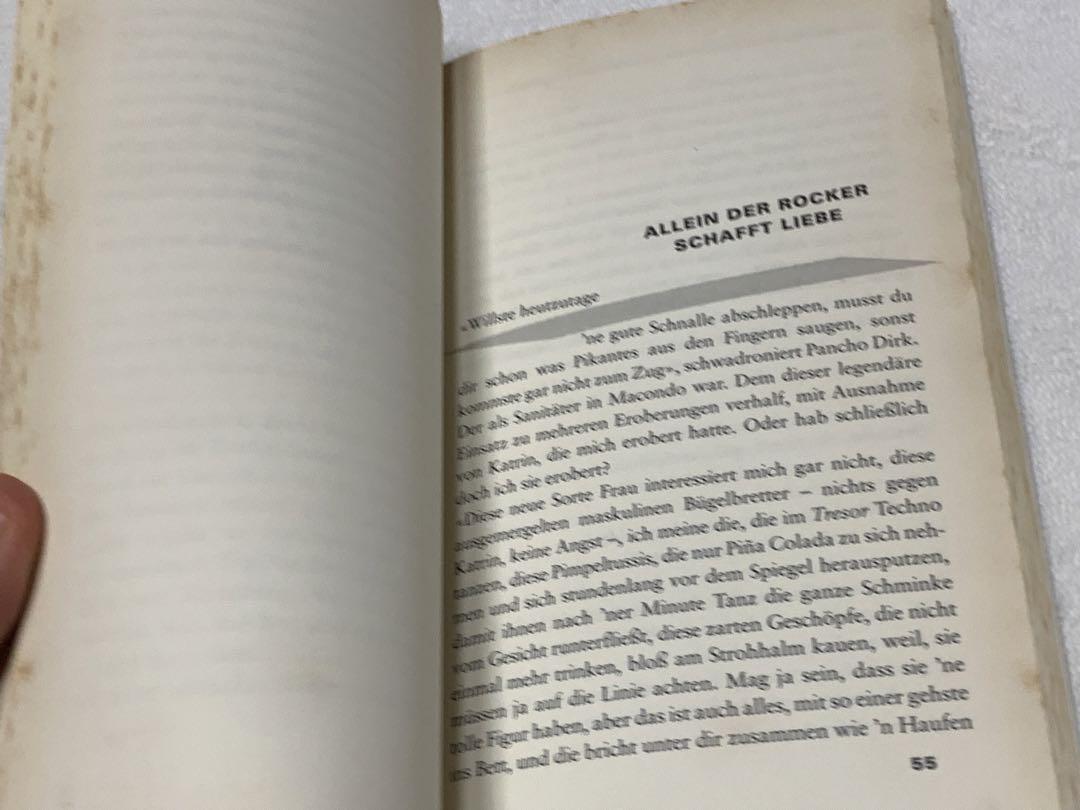 ALLEIN DER ROCKER
SCHAFFT LIEBE
«Willste heutzutage
’ne gute Schnalle abschleppen, musst du
dir schon was Pikantes aus den Fingern saugen, sonst
kommste gar nicht zum Zug», schwadroniert Pancho Dirk.
Der als Sanitäter in Macondo war. Dem dieser legendäre
Einsatz zu mehreren Eroberungen verhalf, mit Ausnahme
von Katrin, die mich erobert hatte. Oder hab schließlich
doch ich sie erobert?
«Diese neue Sorte Frau interessiert mich gar nicht, diese
ausgemergelten maskulinen Bügelbretter – nichts gegen
Katrin, keine Angst –, ich meine die, die im Tresor Techno
tanzen, diese Pimpeltussis, die nur Piña Colada zu sich neh-
men und sich stundenlang vor dem Spiegel herausputzen,
damit ihnen nach ’ner Minute Tanz die ganze Schminke
vom Gesicht runterfließt, diese zarten Geschöpfe, die nicht
einmal mehr trinken, bloß am Strohhalm kauen, weil, sie
müssen ja auf die Linie achten. Mag ja sein, dass sie ’ne
tolle Figur haben, aber das ist auch alles, mit so einer gehste
ins Bett, und die bricht unter dir zusammen wie ’n Haufen
55